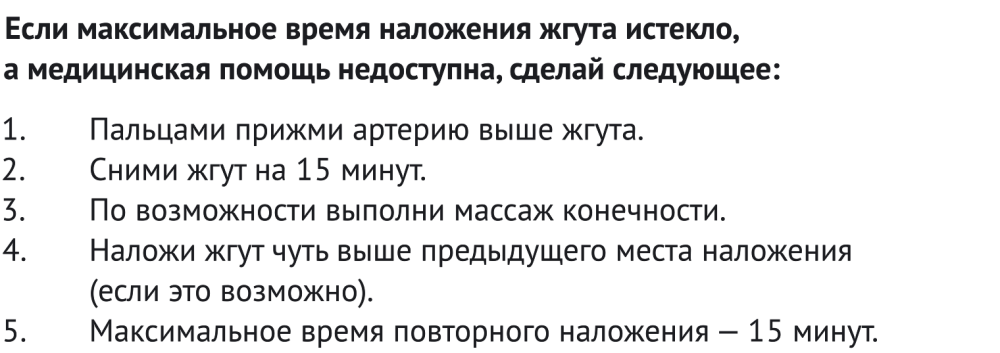 Если максимальное время наложения жгута истекло,
а медицинская помощь недоступна, сделай следующее:
1. Пальцами прижми артерию выше жгута.
2. Сними жгут на 15 минут.
3. По возможности выполни массаж конечности.
4. Наложи жгут чуть выше предыдущего места наложения
(если это возможно).
5. Максимальное время повторного наложения — 15 минут.